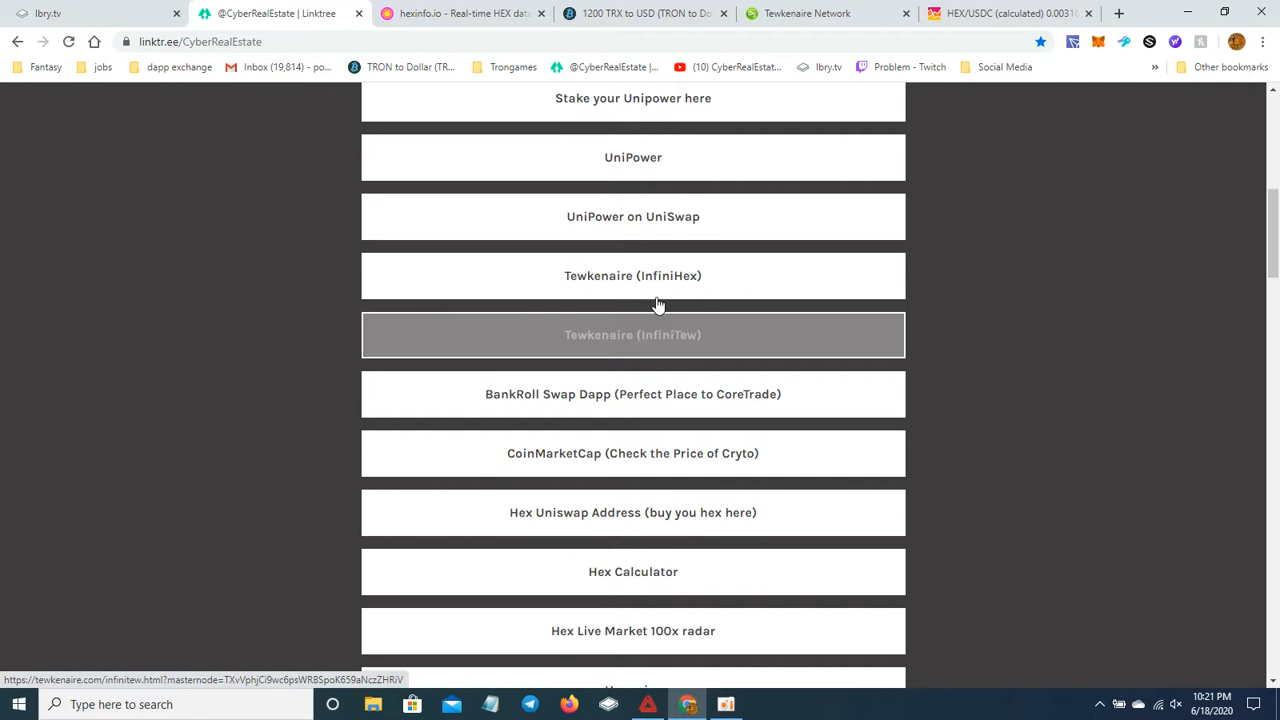 lbry.tv
@CyberRealEstate | Linktree
hexinfo.io - Real-time HEX dat
1200 TRX to USD (TRON to Do
Tewkenaire Network
HEX/USDC (calculated) 0.0031
linktr.ee/CyberRealEstate
Fantasy
jobs
dapp exchange
Inbox (19,814) - po...
TRON to Dollar (TR...
Trongames
@CyberRealEstate |...
(10) CyberRealEstat...
lbry.tv
Problem - Twitch
Social Media
Other bookmarks
Stake your Unipower here
UniPower
UniPower on UniSwap
Tewkenaire (InfiniHex)
Tewkenaire (InfiniTew)
BankRoll Swap Dapp (Perfect Place to CoreTrade)
CoinMarketCap (Check the Price of Cryto)
Hex Uniswap Address (buy you hex here)
Hex Calculator
Hex Live Market 100x radar
https://tewkenaire.com/infinitew.html?masternode=TXvVphjCi9wc6psWRBSpoK659aNczZHRiV
Type here to search
10:21 PM
6/18/2020